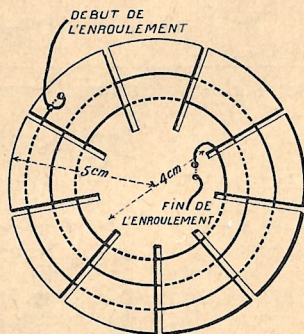 DEBUT DE
L'ENROULEMENT
5cm
4cm
FIN DE
L'ENROULEMENT